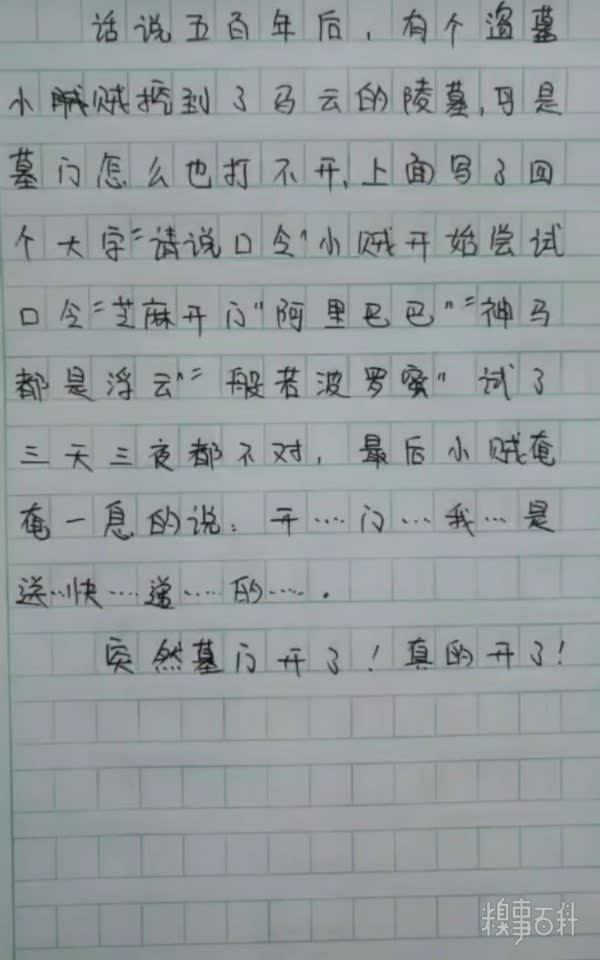 话说五百年后，有个盗墓
小贼挖到了马云的陵墓，可是
墓门怎么也打不开，上面写了四
个大字“请说口令”小贼开始尝试
口令“芝麻开门”“阿里巴巴”“神马
都是浮云”“般若波罗蜜”试了
三天三夜都不对，最后小贼奄
奄一息的说：开……门……我……是
送……快……递……的……。
突然墓门开了！真的开了！
糗事百科